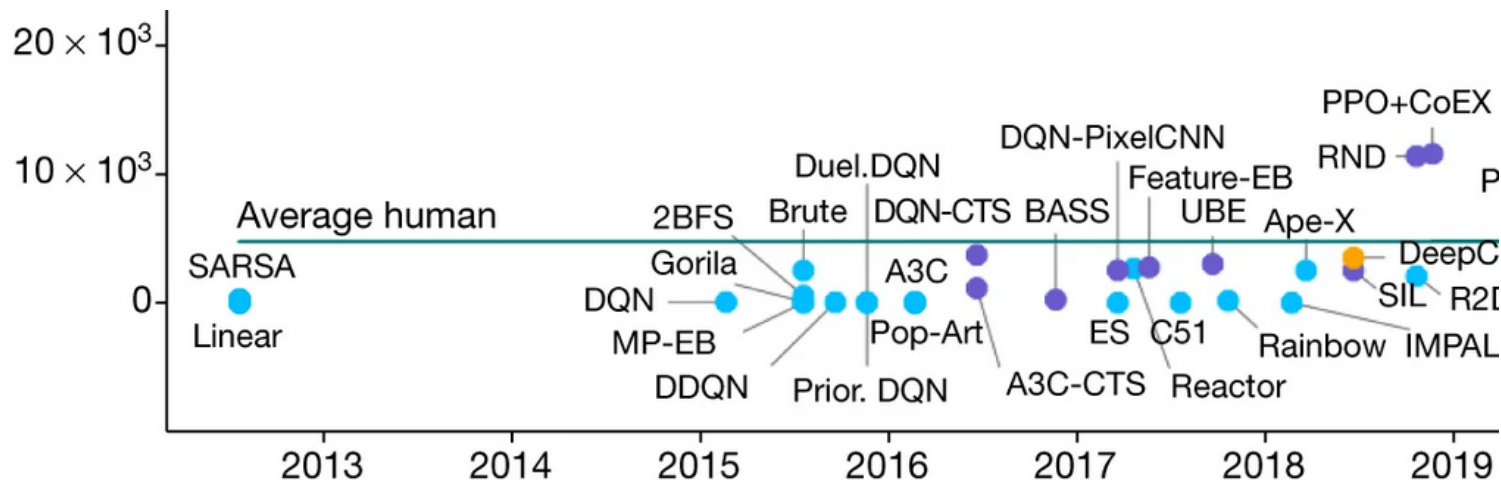 20 × 10³
PPO+CoEX
DQN-PixelCNN
RND
Duel.DQN
10 × 10³
Feature-EB
P
Average human
2BFS
Brute
DQN-CTS
BASS
UBE
Ape-X
SARSA
Gorila
A3C
DeepC
0
DQN
SIL
R2D
Linear
MP-EB
Pop-Art
ES
C51
Rainbow
IMPAL
DDQN
Prior. DQN
A3C-CTS
Reactor
2013 2014 2015 2016 2017 2018 2019